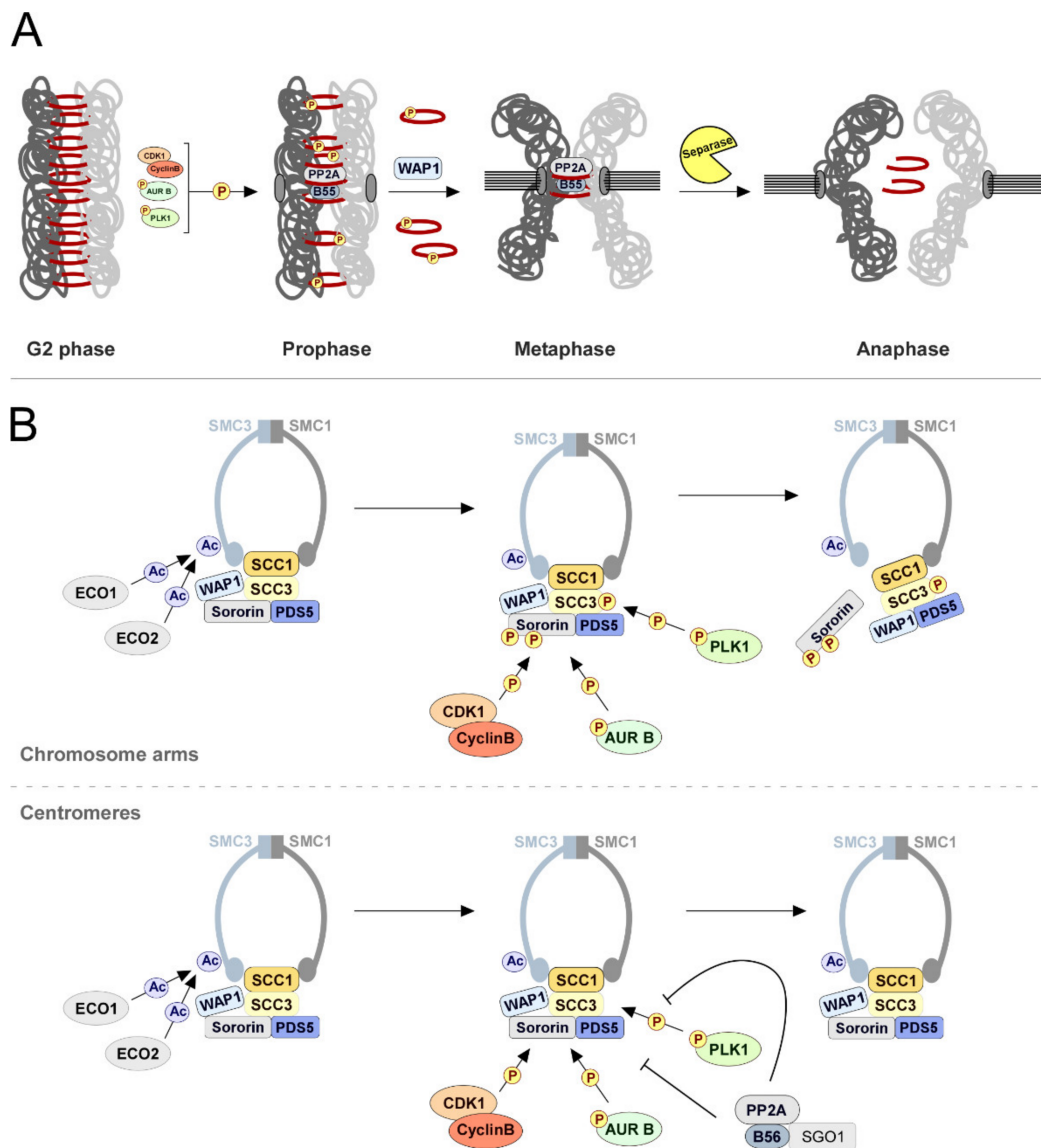 A
CDK1
CyclinB
P
AUR B
P
PLK1
P
P
P
P
PP2A
B55
P
P
P
WAP1
P
P
PP2A
B55
Separase
G2 phase
Prophase
Metaphase
Anaphase
B
SMC3 SMC1
Ac
Ac
Ac
ECO1
ECO2
SCC1
WAP1 SCC3
Sororin PDS5
SMC3 SMC1
Ac
SCC1
WAP1 SCC3 P
Sororin PDS5
P P
P
P
PLK1
P
P
CDK1
CyclinB
P
AUR B
SMC3 SMC1
Ac
SCC1
SCC3 P
WAP1 PDS5
Sororin
P P
Chromosome arms
Centromeres
SMC3 SMC1
Ac
Ac
Ac
ECO1
ECO2
SCC1
WAP1 SCC3
Sororin PDS5
SMC3 SMC1
Ac
SCC1
WAP1 SCC3
Sororin PDS5
P
P
PLK1
P
P
CDK1
CyclinB
P
AUR B
PP2A
B56 SGO1
SMC3 SMC1
Ac
SCC1
WAP1 SCC3
Sororin PDS5